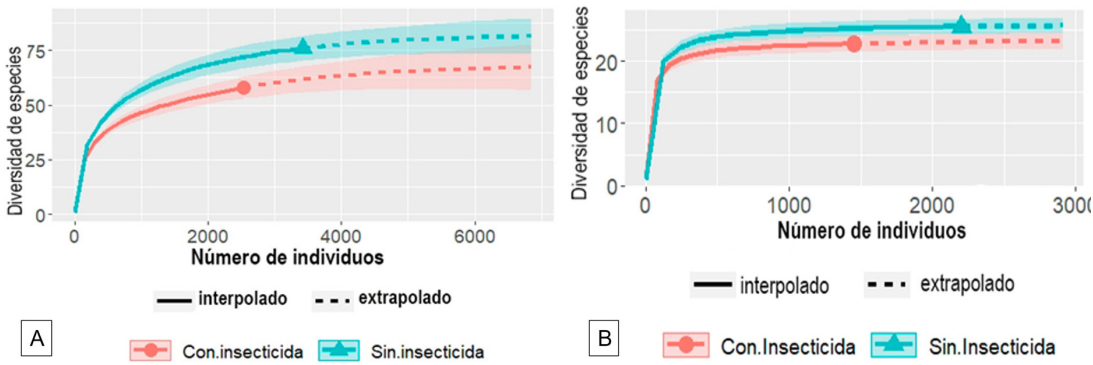 Diversidad de especies
75
50
25
0
0 2000 4000 6000
Número de individuos
interpolado extrapolado
A
Con.insecticida Sin.insecticida
Diversidad de especies
20
10
0
0 1000 2000 3000
Número de individuos
interpolado extrapolado
B
Con.Insecticida Sin.Insecticida